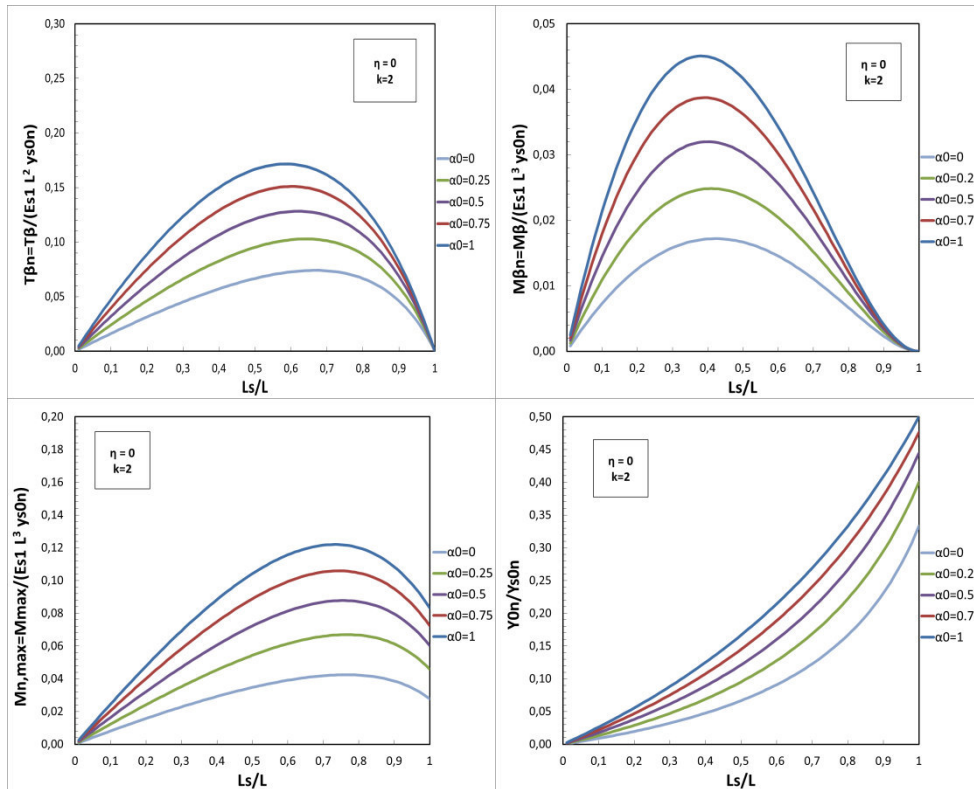 0,30
0,25
0,20
0,15
0,10
0,05
0,00
Tβn=Tβ/(Es1 L² ys0n)
η = 0
k=2
α0=0
α0=0.25
α0=0.5
α0=0.75
α0=1
0 0,1 0,2 0,3 0,4 0,5 0,6 0,7 0,8 0,9 1
Ls/L
0,05
0,04
0,03
0,02
0,01
0,00
Mβn=Mβ/(Es1 L³ ys0n)
η = 0
k=2
α0=0
α0=0.2
α0=0.5
α0=0.7
α0=1
0 0,1 0,2 0,3 0,4 0,5 0,6 0,7 0,8 0,9 1
Ls/L
0,20
0,18
0,16
0,14
0,12
0,10
0,08
0,06
0,04
0,02
0,00
Mn,max=Mmax/(Es1 L³ ys0n)
η = 0
k=2
α0=0
α0=0.25
α0=0.5
α0=0.75
α0=1
0 0,1 0,2 0,3 0,4 0,5 0,6 0,7 0,8 0,9 1
Ls/L
0,50
0,45
0,40
0,35
0,30
0,25
0,20
0,15
0,10
0,05
0,00
Y0n/Ys0n
η = 0
k=2
α0=0
α0=0.2
α0=0.5
α0=0.7
α0=1
0 0,1 0,2 0,3 0,4 0,5 0,6 0,7 0,8 0,9 1
Ls/L